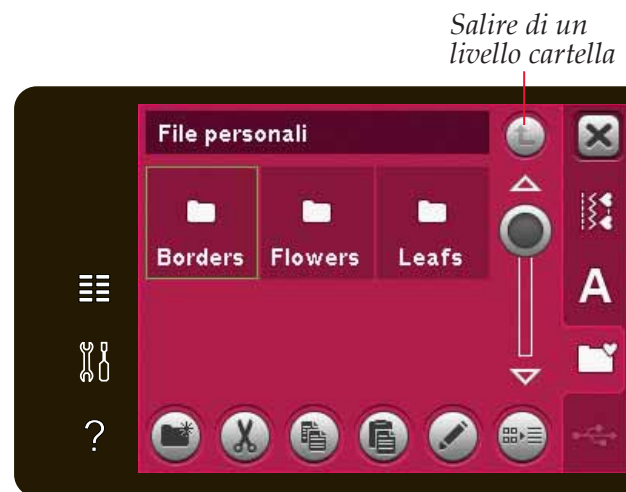 Salire di un
livello cartella
File personali
Borders Flowers Leafs
A
?